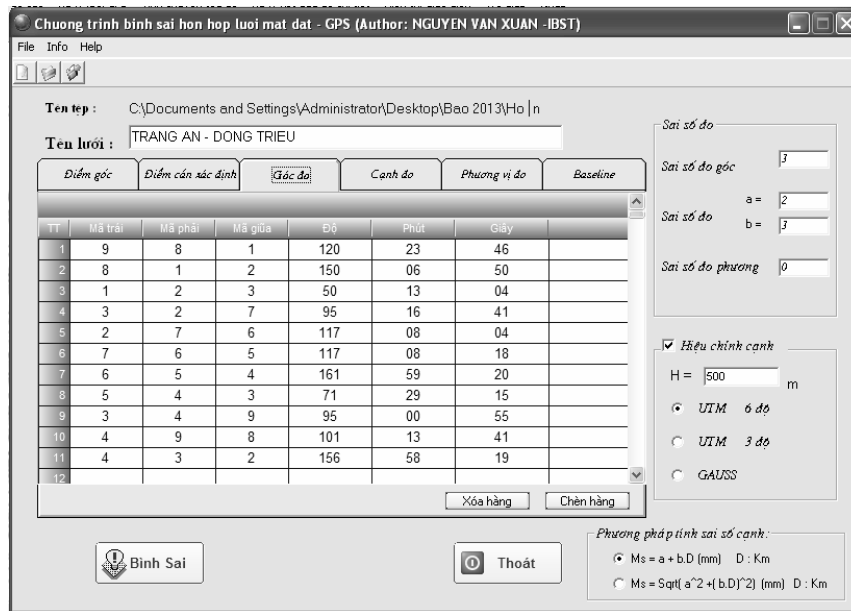 Chuong trinh binh sai hon hop luoi mat dat - GPS (Author: NGUYEN VAN XUAN -IBST)
File Info Help
Tên tệp : C:\Documents and Settings\Administrator\Desktop\Bao 2013\Ho|n
Tên lưới : TRANG AN - DONG TRIEU
Điểm gốc Điểm cần xác định Góc đo Cạnh đo Phương vị đo Baseline
TT Mã trái Mã phải Mã giữa Độ Phút Giây
1 9 8 1 120 23 46
2 8 1 2 150 06 50
3 1 2 3 50 13 04
4 3 2 7 95 16 41
5 2 7 6 117 08 04
6 7 6 5 117 08 18
7 6 5 4 161 59 20
8 5 4 3 71 29 15
9 3 4 9 95 00 55
10 4 9 8 101 13 41
11 4 3 2 156 58 19
12
Xóa hàng Chèn hàng
Bình Sai Thoát
Sai số đo
Sai số đo góc 3
a = 2
Sai số đo
b = 3
Sai số đo phương 0
Hiệu chỉnh cạnh
H = 500 m
UTM 6 độ
UTM 3 độ
GAUSS
Phương pháp tính sai số cạnh:
Ms = a + b.D (mm) D : Km
Ms = Sqrt( a^2 +( b.D)^2) (mm) D : Km